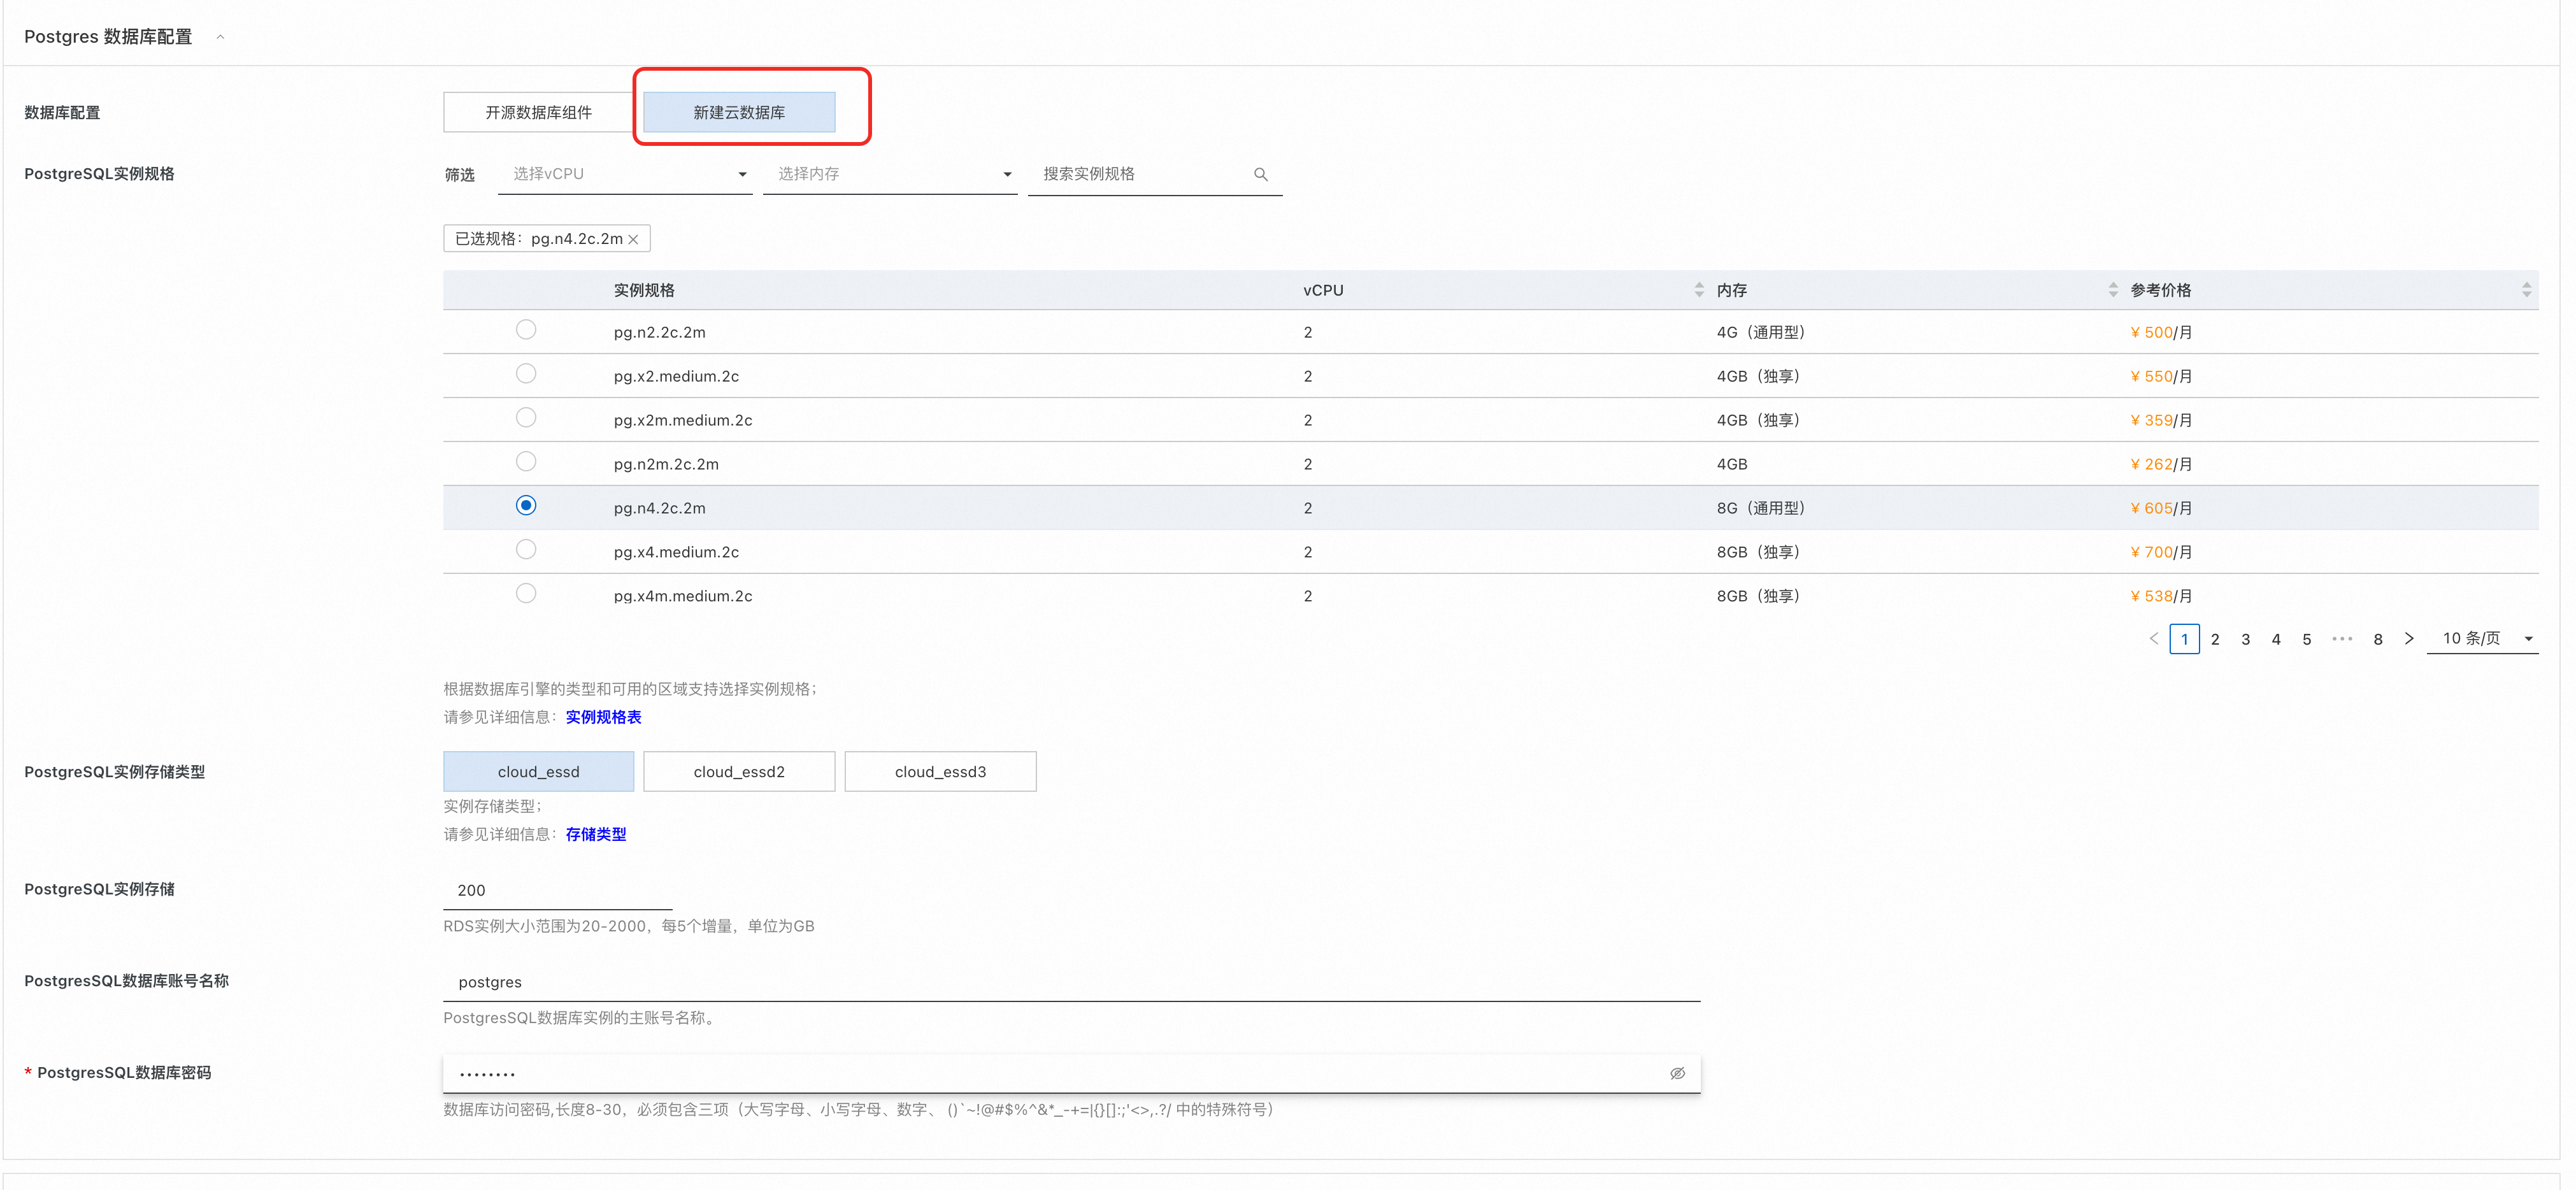 Postgres 数据库配置
数据库配置
开源数据库组件
新建云数据库
PostgreSQL实例规格
筛选
选择vCPU
选择内存
搜索实例规格
已选规格：pg.n4.2c.2m
实例规格 vCPU 内存 参考价格
pg.n2.2c.2m 2 4G（通用型） ¥ 500/月
pg.x2.medium.2c 2 4GB（独享） ¥ 550/月
pg.x2m.medium.2c 2 4GB（独享） ¥ 359/月
pg.n2m.2c.2m 2 4GB ¥ 262/月
pg.n4.2c.2m 2 8G（通用型） ¥ 605/月
pg.x4.medium.2c 2 8GB（独享） ¥ 700/月
pg.x4m.medium.2c 2 8GB（独享） ¥ 538/月
1 2 3 4 5 ••• 8 10 条/页
根据数据库引擎的类型和可用的区域支持选择实例规格；
请参见详细信息：实例规格表
PostgreSQL实例存储类型
cloud_essd
cloud_essd2
cloud_essd3
实例存储类型；
请参见详细信息：存储类型
PostgreSQL实例存储
200
RDS实例大小范围为20-2000，每5个增量，单位为GB
PostgresSQL数据库账号名称
postgres
PostgresSQL数据库实例的主账号名称。
* PostgresSQL数据库密码
••••••••
数据库访问密码,长度8-30，必须包含三项（大写字母、小写字母、数字、 ()`~!@#$%^&*_-+=|{}[]:;'<>,.?/ 中的特殊符号）